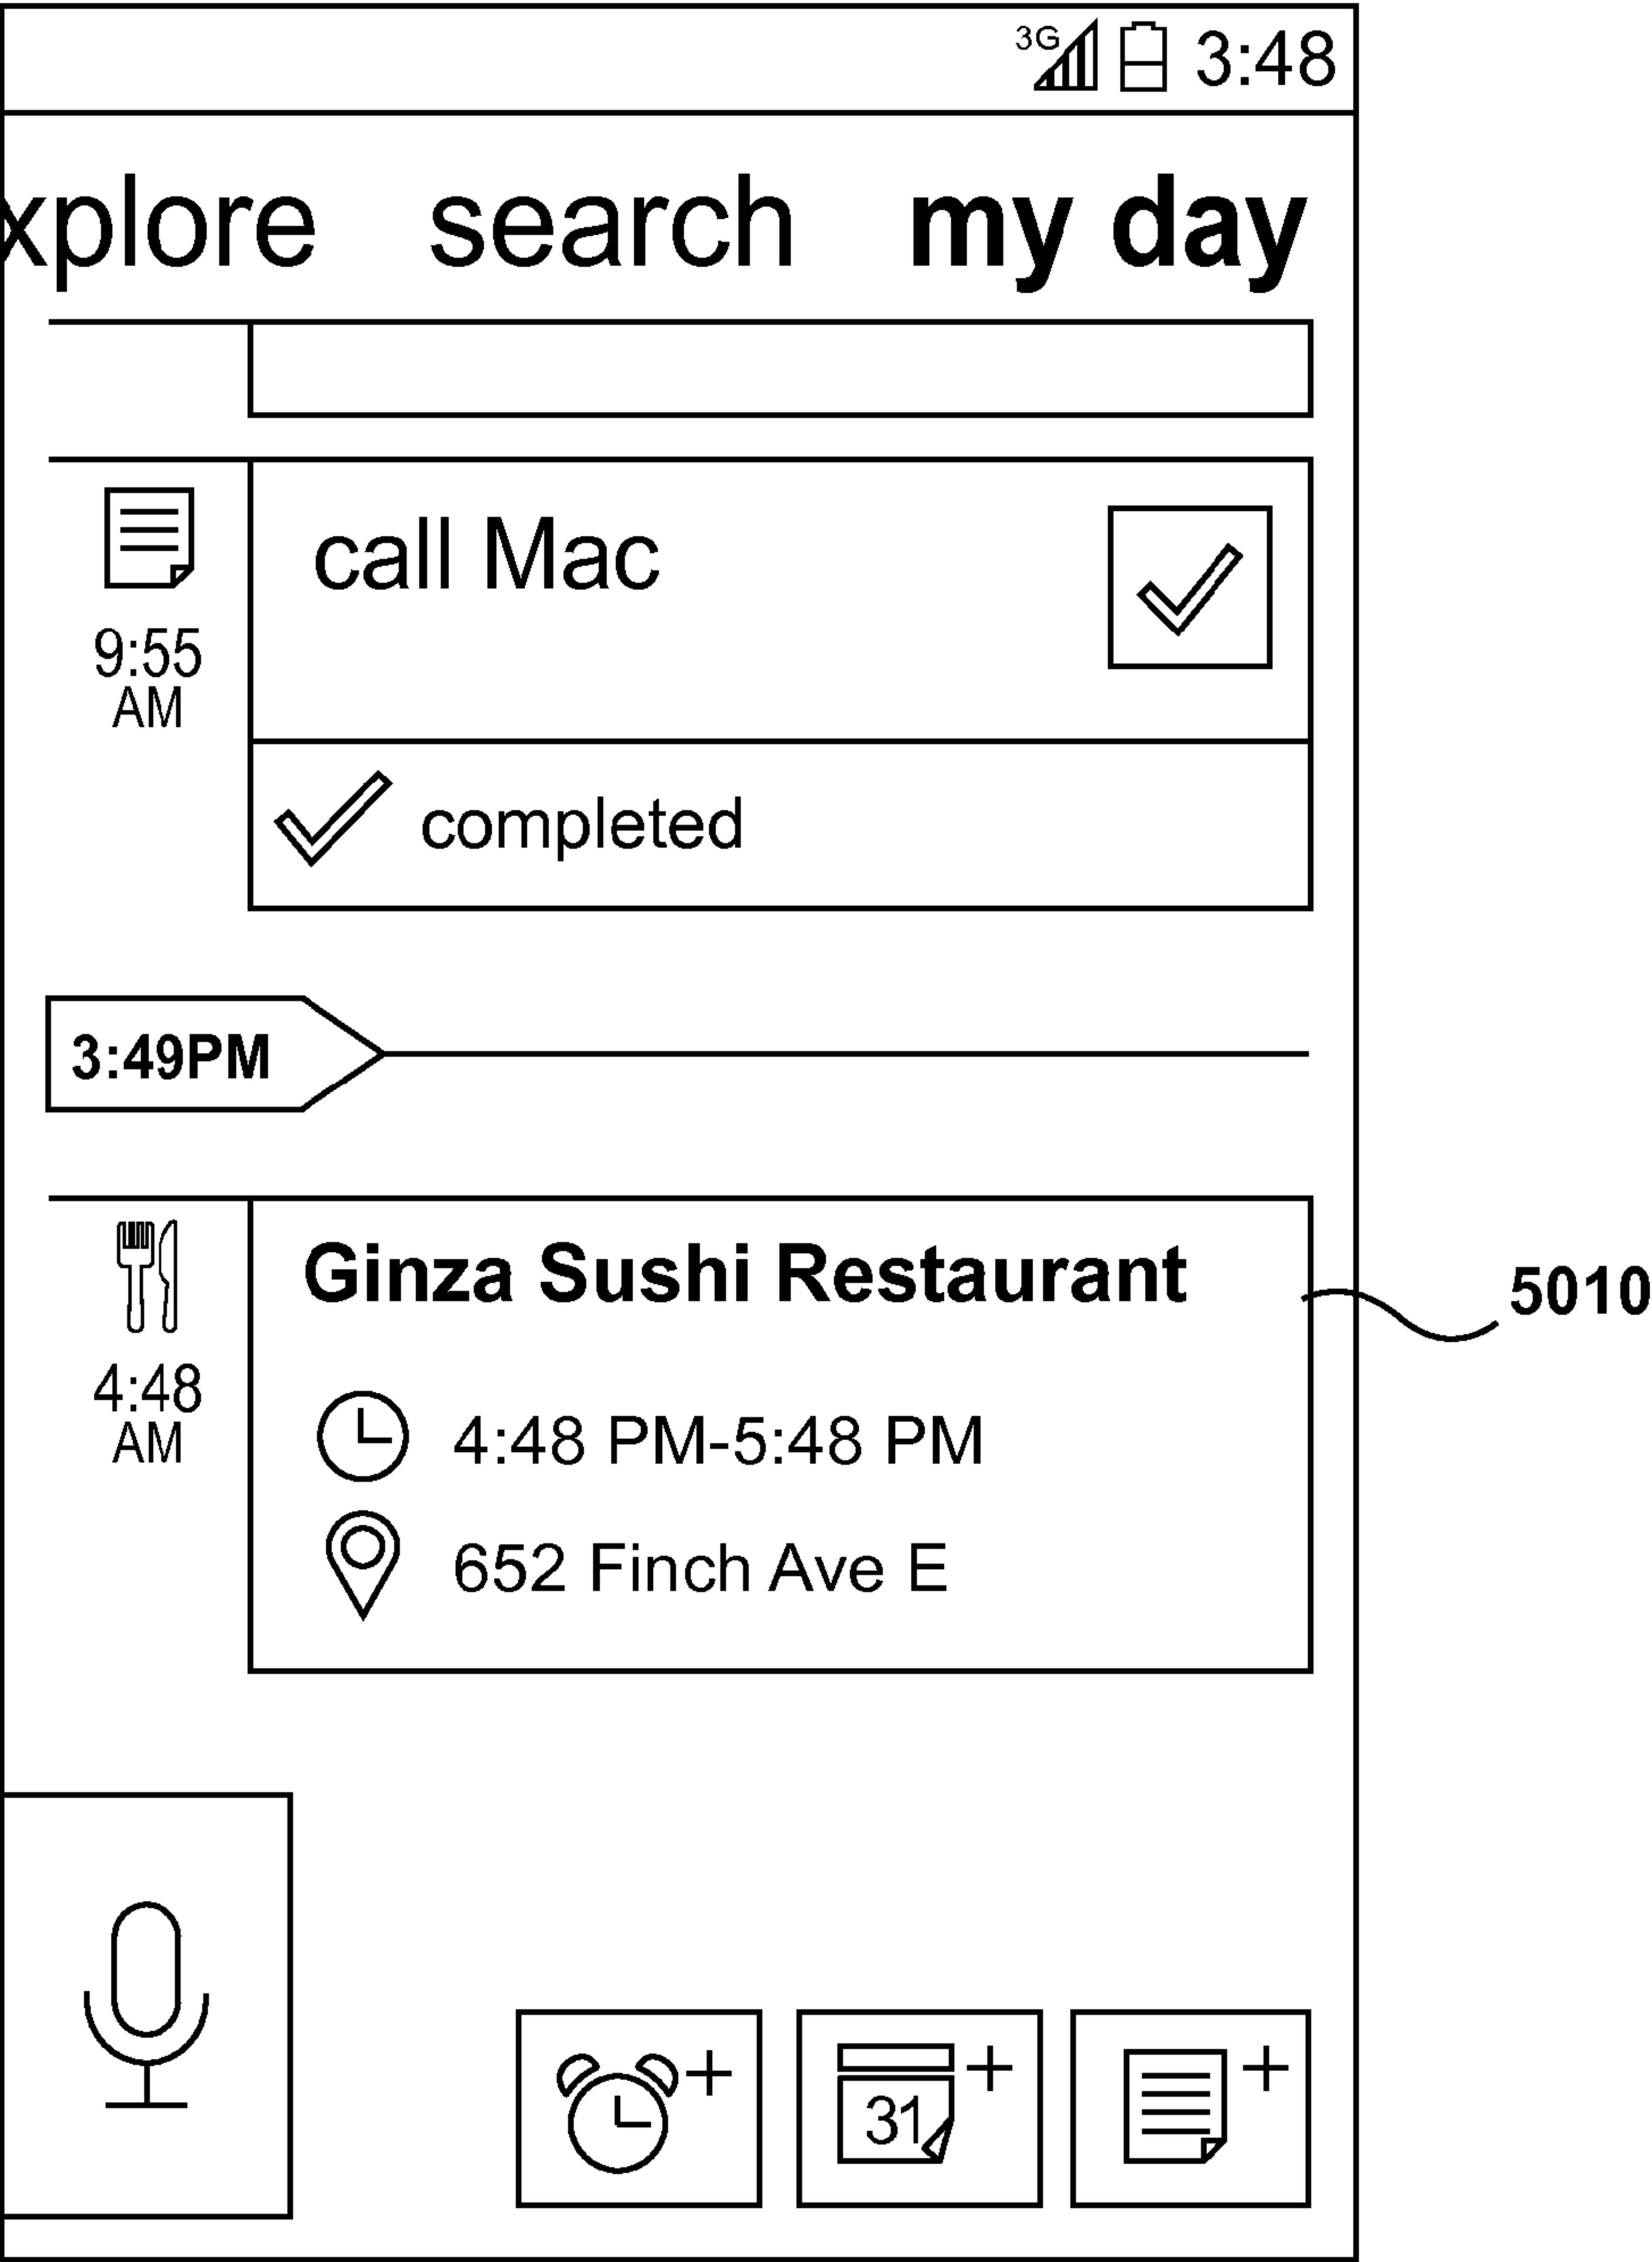 3G 3:48
xplore search my day
call Mac
9:55
AM
completed
3:49PM
Ginza Sushi Restaurant
5010
4:48
AM
4:48 PM-5:48 PM
652 Finch Ave E
31